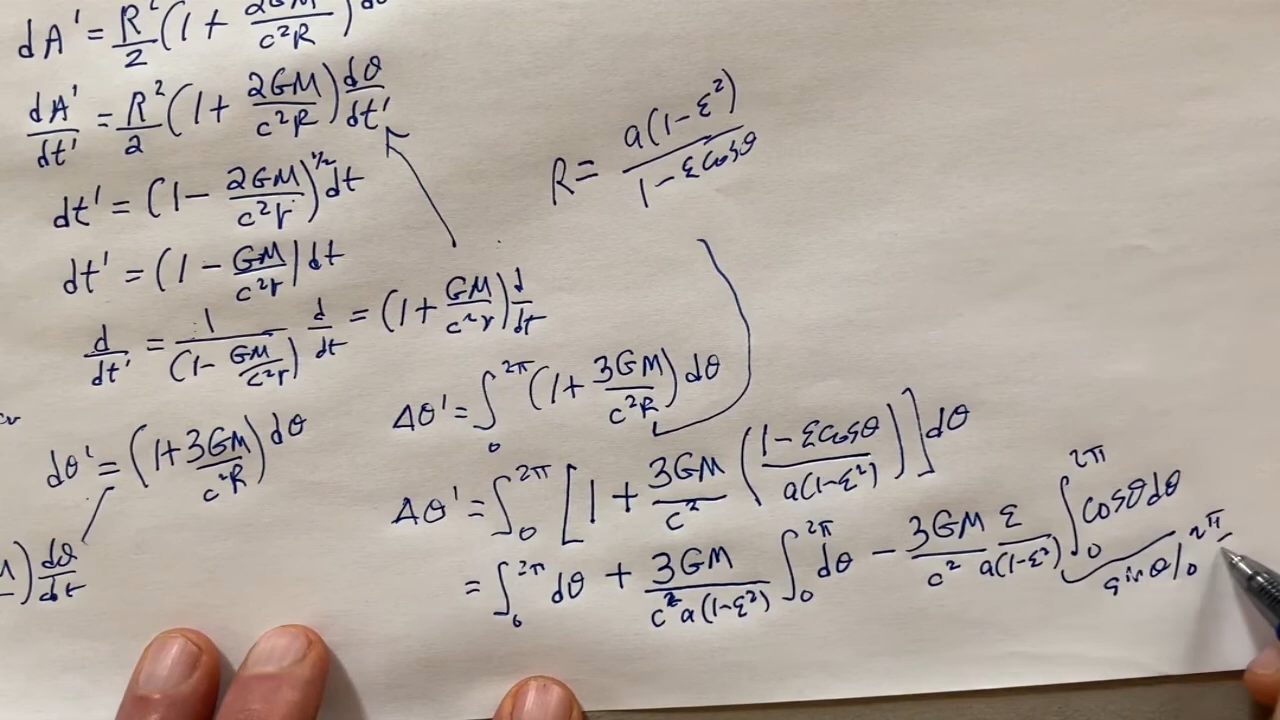 dA' = R²/2 (1 + 2GM/c²R) dθ
dA'/dt' = R²/2 (1 + 2GM/c²R) dθ/dt'
dt' = (1 - 2GM/c²r)^½ dt
dt' = (1 - GM/c²r) dt
d/dt' = 1/(1 - GM/c²r) d/dt = (1 + GM/c²r) d/dt
dθ' = (1 + 3GM/c²R) dθ
) dθ/dt
R = a(1-ε²)/1-εcosθ
Δθ' = ∫₀^2π (1 + 3GM/c²R) dθ
Δθ' = ∫₀^2π [1 + 3GM/c² (1-εcosθ/a(1-ε²))] dθ
= ∫₀^2π dθ + 3GM/c²a(1-ε²) ∫₀^2π dθ - 3GM/c² ε/a(1-ε²) ∫₀^2π cosθdθ
sinθ|₀^2π